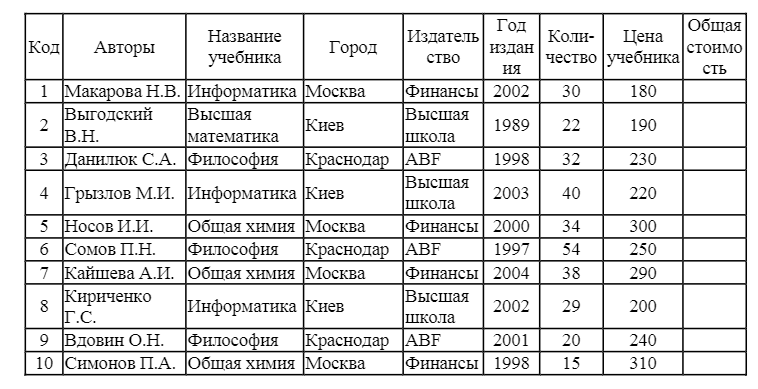 Код Авторы Название учебника Город Издательство Год издания Коли-чество Цена учебника Общая стоимость
1 Макарова Н.В. Информатика Москва Финансы 2002 30 180
2 Выгодский В.Н. Высшая математика Киев Высшая школа 1989 22 190
3 Данилюк С.А. Философия Краснодар ABF 1998 32 230
4 Грызлов М.И. Информатика Киев Высшая школа 2003 40 220
5 Носов И.И. Общая химия Москва Финансы 2000 34 300
6 Сомов П.Н. Философия Краснодар ABF 1997 54 250
7 Кайшева А.И. Общая химия Москва Финансы 2004 38 290
8 Кириченко Г.С. Информатика Киев Высшая школа 2002 29 200
9 Вдовин О.Н. Философия Краснодар ABF 2001 20 240
10 Симонов П.А. Общая химия Москва Финансы 1998 15 310